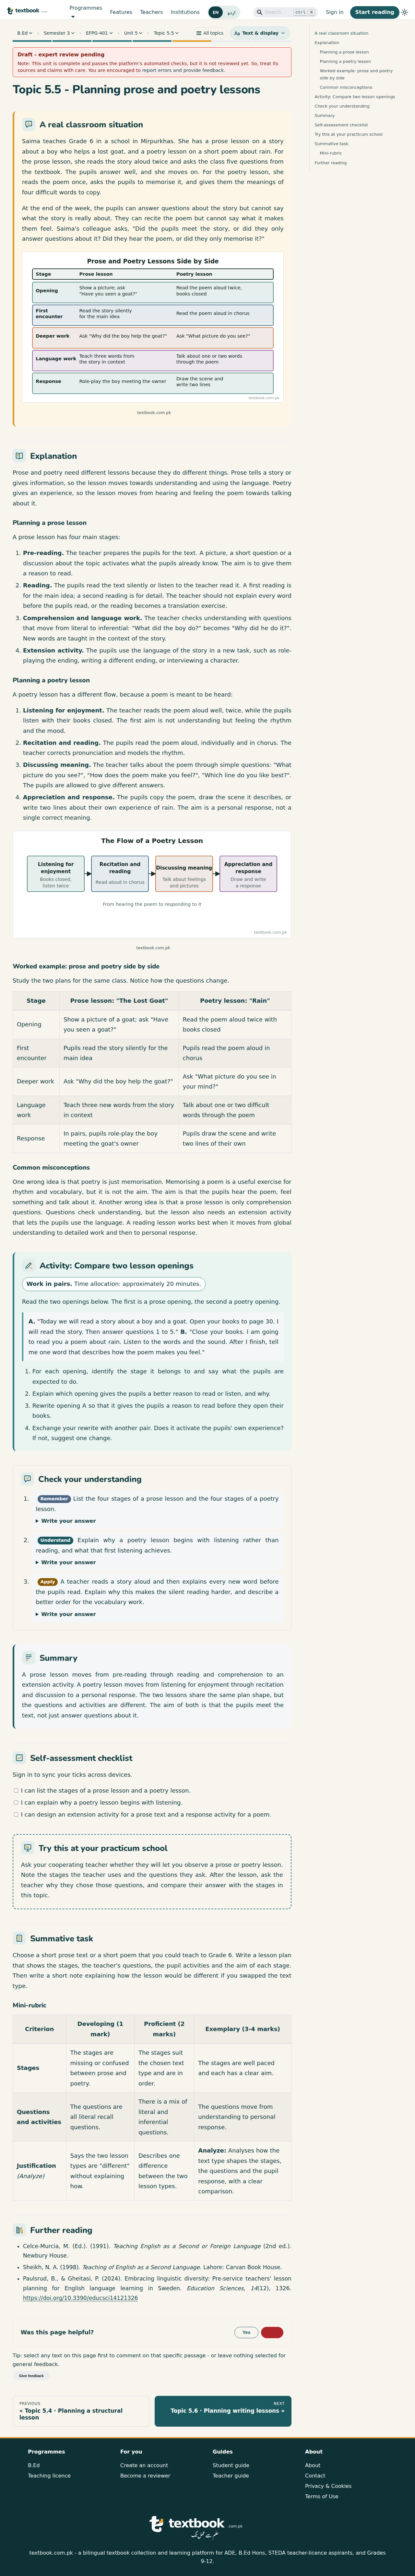 textbook
Programmes
Features
Teachers
Institutions
EN
اردو
Search
ctrl K
Sign in
Start reading
B.Ed
Semester 3
EFPO-401
Unit 5
Topic 5.5
All topics
Text & display
Draft - expert review pending
Note: This unit is complete and passes the platform's automated checks, but it is not yet reviewed. So, treat its
sources and claims with care. You are encouraged to report errors and provide feedback.
Topic 5.5 - Planning prose and poetry lessons
A real classroom situation
Explanation
Planning a prose lesson
Planning a poetry lesson
Worked example: prose and poetry
side by side
Common misconceptions
Activity: Compare two lesson openings
Check your understanding
Summary
Self-assessment checklist
Try this at your practicum school
Summative task
Mini-rubric
Further reading
A real classroom situation
Saima teaches Grade 6 in a school in Mirpurkhas. She has a prose lesson on a story
about a boy who helps a lost goat, and a poetry lesson on a short poem about rain. For
the prose lesson, she reads the story aloud twice and asks the class five questions from
the textbook. The pupils answer well, and she moves on. For the poetry lesson, she
reads the poem once, asks the pupils to memorise it, and gives them the meanings of
four difficult words to copy.
At the end of the week, the pupils can answer questions about the story but cannot say
what the story is really about. They can recite the poem but cannot say what it makes
them feel. Saima's colleague asks, "Did the pupils meet the story, or did they only
answer questions about it? Did they hear the poem, or did they only memorise it?"
Prose and Poetry Lessons Side by Side
Stage Prose lesson Poetry lesson
Opening Show a picture; ask "Have you seen a goat?" Read the poem aloud twice, books closed
First encounter Read the story silently for the main idea Read the poem aloud in chorus
Deeper work Ask "Why did the boy help the goat?" Ask "What picture do you see?"
Language work Teach three words from the story in context Talk about one or two words
Response Role-play the boy meeting the owner Draw the scene and write two lines
textbook.com.pk
textbook.com.pk
Explanation
Prose and poetry need different lessons because they do different things. Prose tells a story or
gives information, so the lesson moves towards understanding and using the language. Poetry
gives an experience, so the lesson moves from hearing and feeling the poem towards talking
about it.
Planning a prose lesson
A prose lesson has four main stages:
1. Pre-reading. The teacher prepares the pupils for the text. A picture, a short question or a
discussion about the topic activates what the pupils already know. The aim is to give them
a reason to read.
2. Reading. The pupils read the text silently or listen to the teacher read it. A first reading is
for the main idea; a second reading is for detail. The teacher should not explain every word
before the pupils read, or the reading becomes a translation exercise.
3. Comprehension and language work. The teacher checks understanding with questions
that move from literal to inferential: "What did the boy do?" becomes "Why did he do it?".
New words are taught in the context of the story.
4. Extension activity. The pupils use the language of the story in a new task, such as role-
playing the ending, writing a different ending, or interviewing a character.
Planning a poetry lesson
A poetry lesson has a different flow, because a poem is meant to be heard:
1. Listening for enjoyment. The teacher reads the poem aloud well, twice, while the pupils
listen with their books closed. The first aim is not understanding but feeling the rhythm
and the mood.
2. Recitation and reading. The pupils read the poem aloud, individually and in chorus. The
teacher corrects pronunciation and models the rhythm.
3. Discussing meaning. The teacher talks about the poem through simple questions: "What
picture do you see?", "How does the poem make you feel?", "Which line do you like best?".
The pupils are allowed to give different answers.
4. Appreciation and response. The pupils copy the poem, draw the scene it describes, or
write two lines about their own experience of rain. The aim is a personal response, not a
single correct meaning.
The Flow of a Poetry Lesson
Listening for enjoyment Books closed, listen twice
Recitation and reading Read aloud in chorus
Discussing meaning Talk about feelings and pictures
Appreciation and response Draw and write a response
From hearing the poem to responding to it
textbook.com.pk
textbook.com.pk
Worked example: prose and poetry side by side
Study the two plans for the same class. Notice how the questions change.
Stage Prose lesson: "The Lost Goat" Poetry lesson: "Rain"
Opening Show a picture of a goat; ask "Have you seen a goat?" Read the poem aloud twice with books closed
First encounter Pupils read the story silently for the main idea Pupils read the poem aloud in chorus
Deeper work Ask "Why did the boy help the goat?" Ask "What picture do you see in your mind?"
Language work Teach three new words from the story in context Talk about one or two difficult words through the poem
Response In pairs, pupils role-play the boy meeting the goat's owner Pupils draw the scene and write two lines of their own
Common misconceptions
One wrong idea is that poetry is just memorisation. Memorising a poem is a useful exercise for
rhythm and vocabulary, but it is not the aim. The aim is that the pupils hear the poem, feel
something and talk about it. Another wrong idea is that a prose lesson is only comprehension
questions. Questions check understanding, but the lesson also needs an extension activity
that lets the pupils use the language. A reading lesson works best when it moves from global
understanding to detailed work and then to personal response.
Activity: Compare two lesson openings
Work in pairs. Time allocation: approximately 20 minutes.
Read the two openings below. The first is a prose opening, the second a poetry opening.
A. "Today we will read a story about a boy and a goat. Open your books to page 30. I
will read the story. Then answer questions 1 to 5." B. "Close your books. I am going
to read you a poem about rain. Listen to the words and the sound. After I finish, tell
me one word that describes how the poem makes you feel."
1. For each opening, identify the stage it belongs to and say what the pupils are
expected to do.
2. Explain which opening gives the pupils a better reason to read or listen, and why.
3. Rewrite opening A so that it gives the pupils a reason to read before they open their
books.
4. Exchange your rewrite with another pair. Does it activate the pupils' own experience?
If not, suggest one change.
Check your understanding
1. Remember List the four stages of a prose lesson and the four stages of a poetry
lesson.
Write your answer
2. Understand Explain why a poetry lesson begins with listening rather than
reading, and what that first listening achieves.
Write your answer
3. Apply A teacher reads a story aloud and then explains every new word before
the pupils read. Explain why this makes the silent reading harder, and describe a
better order for the vocabulary work.
Write your answer
Summary
A prose lesson moves from pre-reading through reading and comprehension to an
extension activity. A poetry lesson moves from listening for enjoyment through recitation
and discussion to a personal response. The two lessons share the same plan shape, but
the questions and activities are different. The aim of both is that the pupils meet the
text, not just answer questions about it.
Self-assessment checklist
Sign in to sync your ticks across devices.
I can list the stages of a prose lesson and a poetry lesson.
I can explain why a poetry lesson begins with listening.
I can design an extension activity for a prose text and a response activity for a poem.
Try this at your practicum school
Ask your cooperating teacher whether they will let you observe a prose or poetry lesson.
Note the stages the teacher uses and the questions they ask. After the lesson, ask the
teacher why they chose those questions, and compare their answer with the stages in
this topic.
Summative task
Choose a short prose text or a short poem that you could teach to Grade 6. Write a lesson plan
that shows the stages, the teacher's questions, the pupil activities and the aim of each stage.
Then write a short note explaining how the lesson would be different if you swapped the text
type.
Mini-rubric
Criterion Developing (1 mark) Proficient (2 marks) Exemplary (3-4 marks)
Stages The stages are missing or confused between prose and poetry. The stages suit the chosen text type and are in order. The stages are well paced and each has a clear aim.
Questions and activities The questions are all literal recall questions. There is a mix of literal and inferential questions. The questions move from understanding to personal response.
Justification (Analyze) Says the two lesson types are "different" without explaining how. Describes one difference between the two lesson types. Analyze: Analyses how the text type shapes the stages, the questions and the pupil response, with a clear comparison.
Further reading
• Celce-Murcia, M. (Ed.). (1991). Teaching English as a Second or Foreign Language (2nd ed.).
Newbury House.
• Sheikh, N. A. (1998). Teaching of English as a Second Language. Lahore: Carvan Book House.
• Paulsrud, B., & Gheitasi, P. (2024). Embracing linguistic diversity: Pre-service teachers' lesson
planning for English language learning in Sweden. Education Sciences, 14(12), 1326.
https://doi.org/10.3390/educsci14121326
Was this page helpful?
Yes
Tip: select any text on this page first to comment on that specific passage - or leave nothing selected for
general feedback.
Give feedback
PREVIOUS
« Topic 5.4 · Planning a structural
lesson
NEXT
Topic 5.6 · Planning writing lessons »
Programmes
B.Ed
Teaching licence
For you
Create an account
Become a reviewer
Guides
Student guide
Teacher guide
About
About
Contact
Privacy & Cookies
Terms of Use
textbook .com.pk
textbook.com.pk - a bilingual textbook collection and learning platform for ADE, B.Ed Hons, STEDA teacher-licence aspirants, and Grades
9-12.